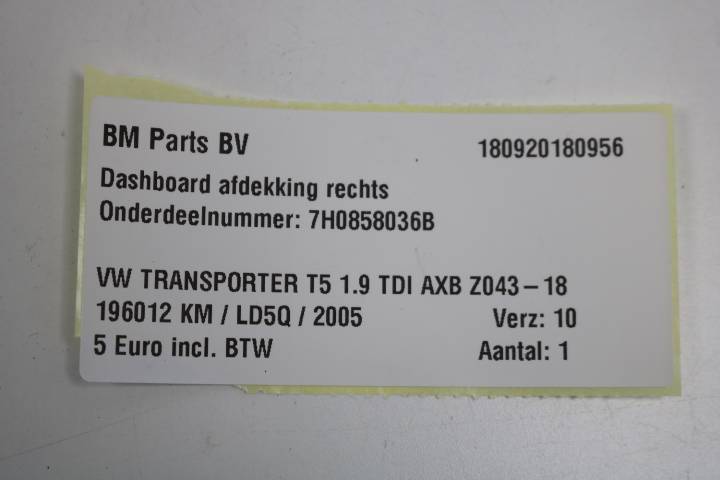 BM Parts BV 180920180956
Dashboard afdekking rechts
Onderdeelnummer: 7H0858036B
VW TRANSPORTER T5 1.9 TDI AXB Z043-18
196012 KM / LD5Q / 2005 Verz: 10
5 Euro incl. BTW Aantal: 1